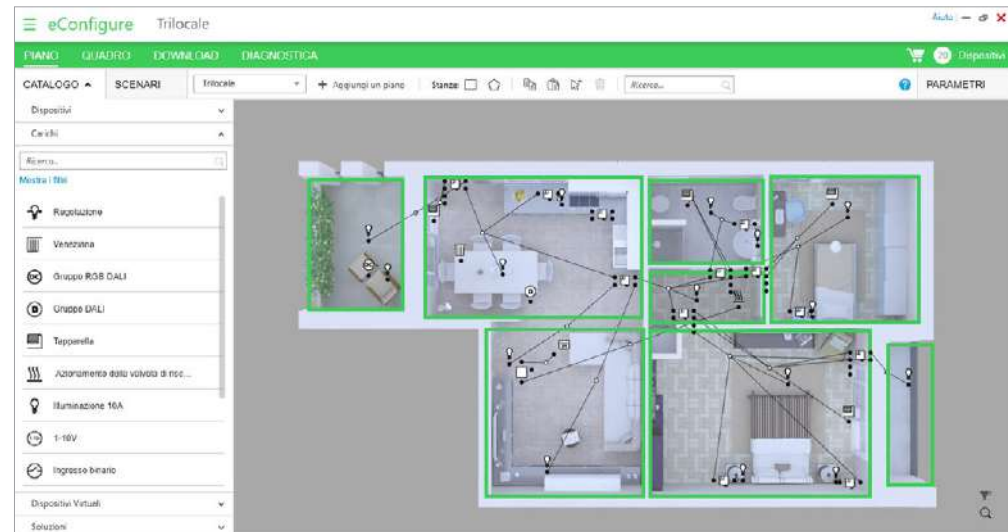 eConfigure Trilocale Aiuto
PIANO QUADRO DOWNLOAD DIAGNOSTICA 20 Dispositivi
CATALOGO SCENARI Trilocale Aggiungi un piano Stanze Ricerca... PARAMETRI
Dispositivi
Carichi
Ricerca...
Mostra i filtri
Regolazione
Veneziana
Gruppo RGB DALI
Gruppo DALI
Tapparella
Azionamento della valvola di risc...
Illuminazione 16A
1-10V
Ingresso binario
Dispositivi Virtuali
Soluzioni